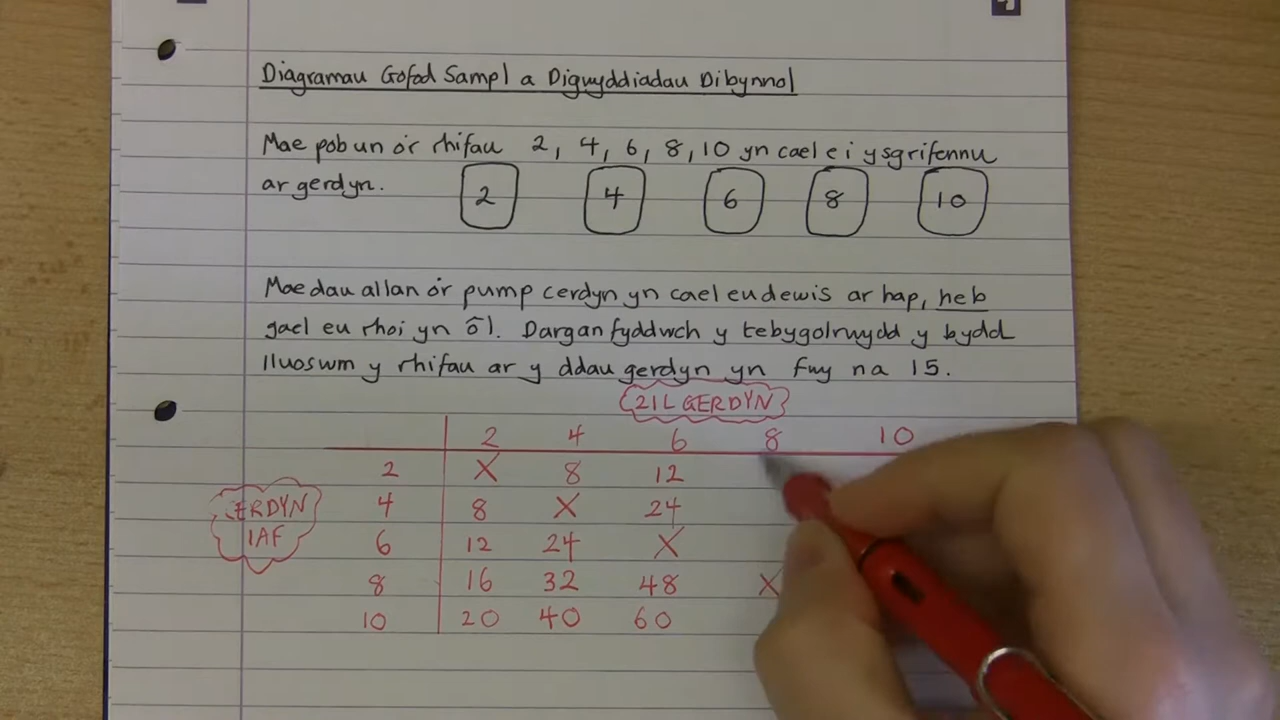 Diagramau Gofod Sampl a Digwyddiadau Dibynnol
Mae pob un o'r rhifau 2, 4, 6, 8, 10 yn cael ei ysgrifennu
ar gerdyn. 2 4 6 8 10
Mae dau allan o'r pump cerdyn yn cael eu dewis ar hap, heb
gael eu rhoi yn ôl. Darganfyddwch y tebygolrwydd y bydd
lluoswm y rhifau ar y ddau gerdyn yn fwy na 15.
2IL GERDYN
2 4 6 8 10
2 X 8 12
CERDYN 4 8 X 24
1AF 6 12 24 X
8 16 32 48 X
10 20 40 60